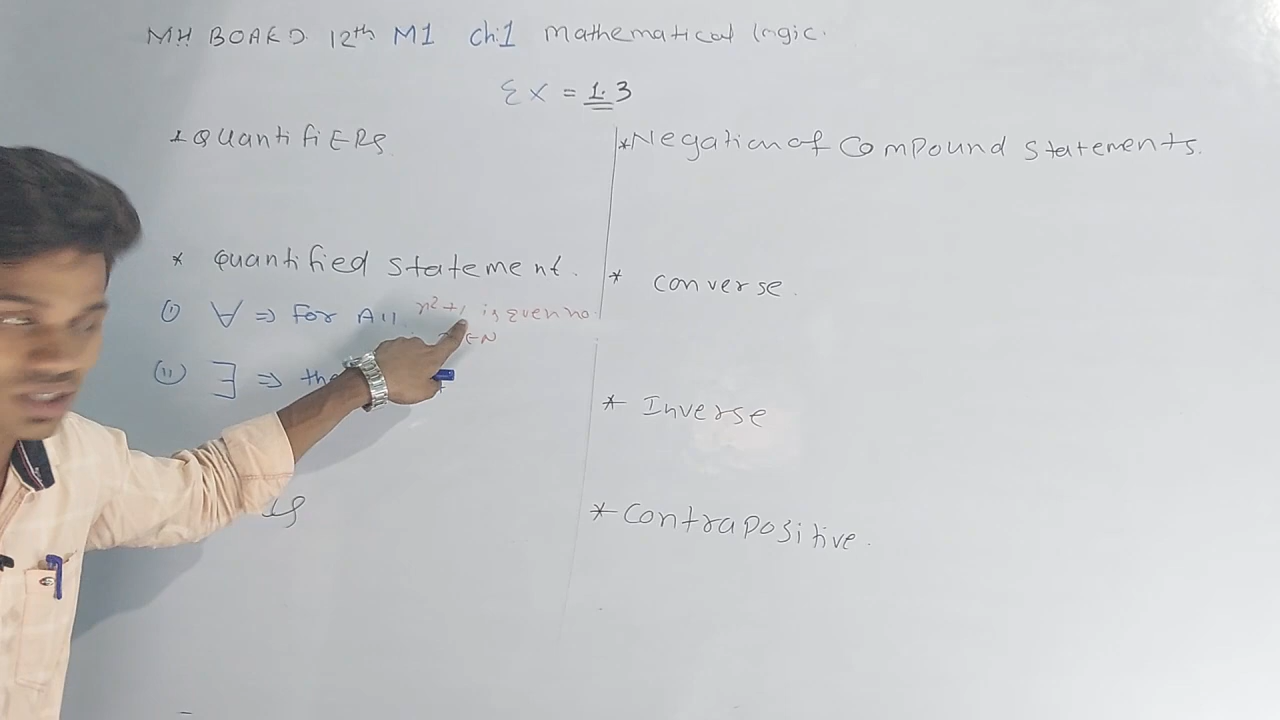 MH BOARD 12th M1 Ch:1 Mathematical logic.
Ex = 1.3
* QUantifiERS
* Quantified statement.
(i) ∀ => For All. n²+1 is even no.
∈N
(ii) ∃ => the
* Negation of Compound statements.
* converse.
* Inverse
* Contrapositive.